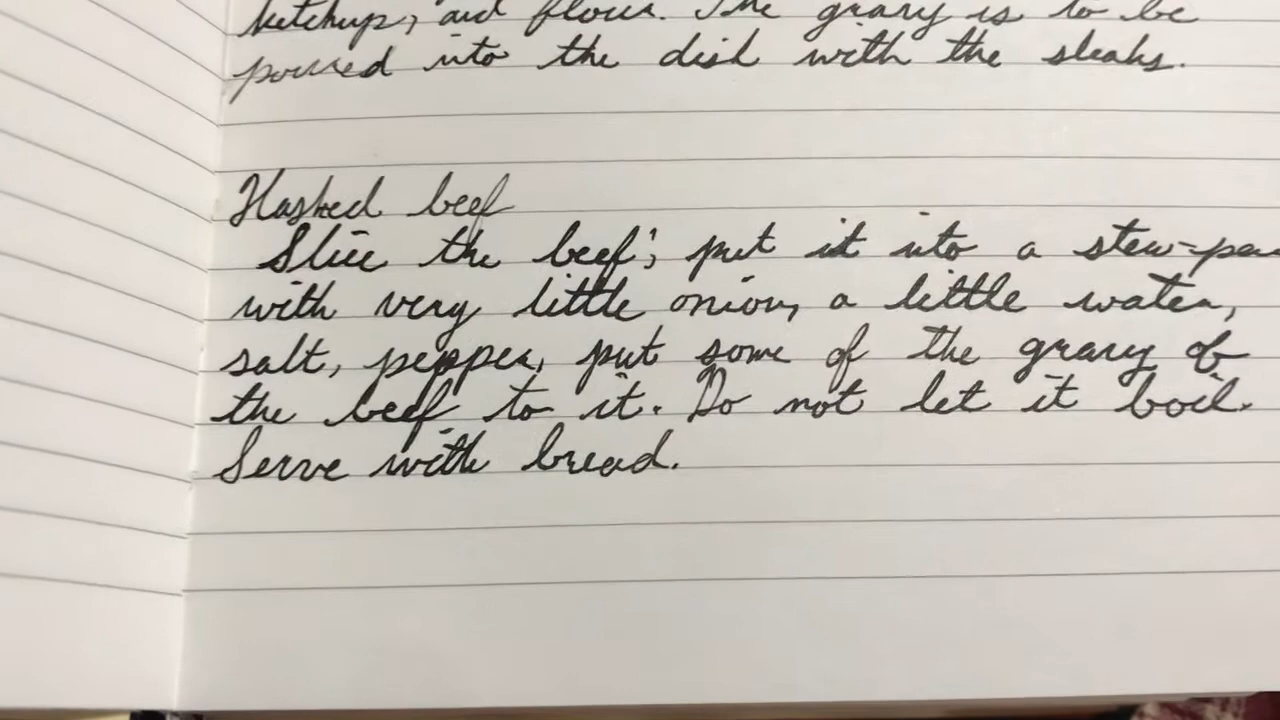 ketchup, and flour. The gravy is to be
poured into the dish with the steaks.
Hashed beef
Slice the beef; put it into a stew-pan
with very little onion, a little water,
salt, pepper, put some of the gravy of
the beef to it. Do not let it boil.
Serve with bread.